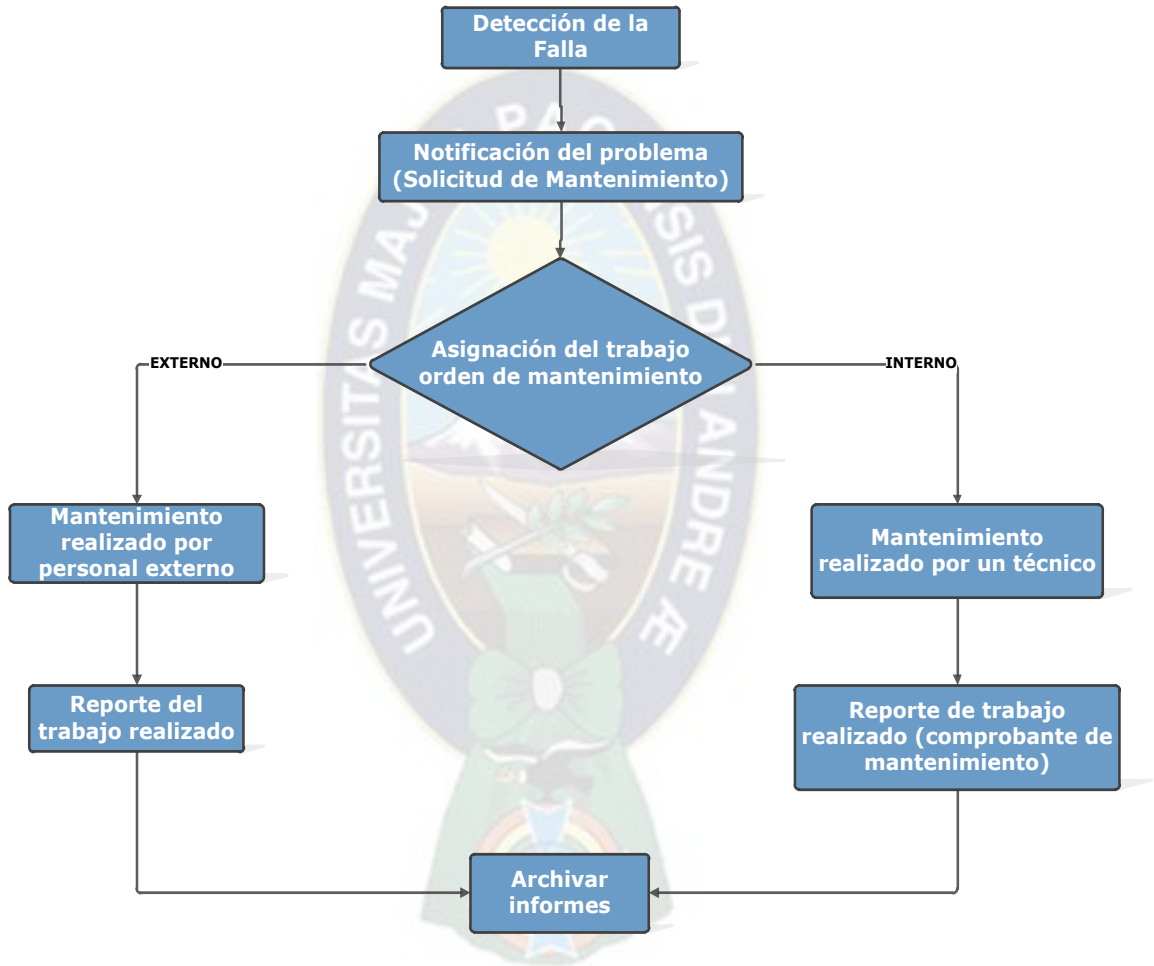 Detección de la
Falla
Notificación del problema
(Solicitud de Mantenimiento)
Asignación del trabajo
orden de mantenimiento
EXTERNO
INTERNO
Mantenimiento
realizado por
personal externo
Mantenimiento
realizado por un técnico
Reporte del
trabajo realizado
Reporte de trabajo
realizado (comprobante de
mantenimiento)
Archivar
informes